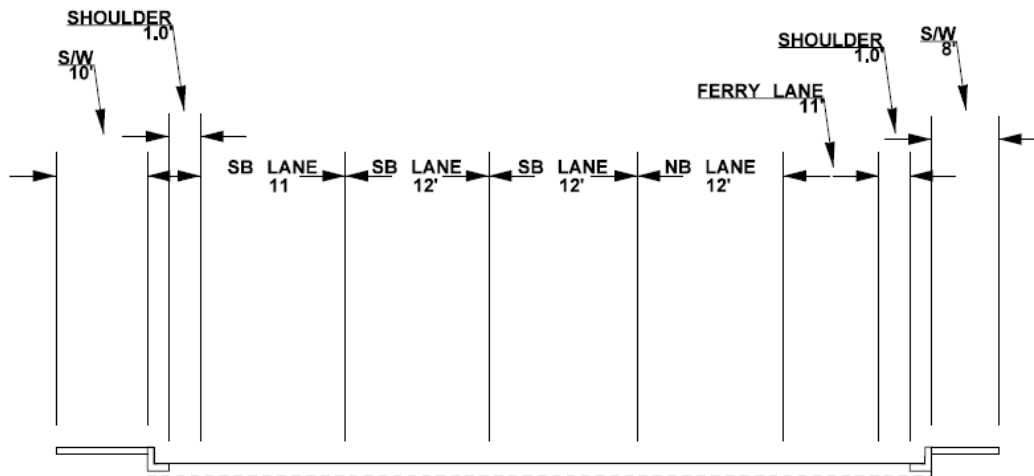 SHOULDER
1.0'
S/W
10'
SB LANE
11
SB LANE
12'
SB LANE
12'
NB LANE
12'
FERRY LANE
11'
SHOULDER
1.0'
S/W
8'